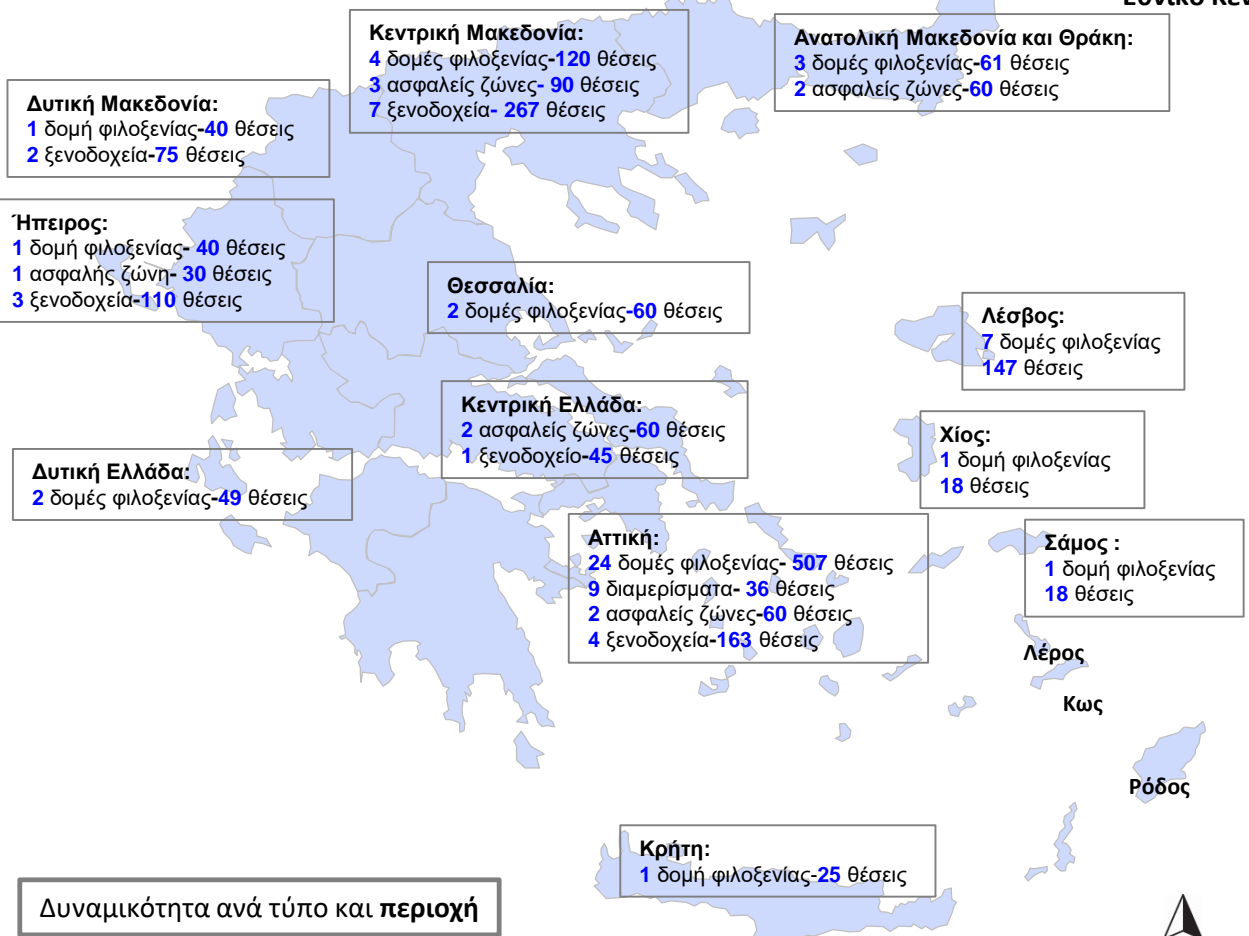 Εθνικό Κέν
Κεντρική Μακεδονία:
4 δομές φιλοξενίας-120 θέσεις
3 ασφαλείς ζώνες- 90 θέσεις
7 ξενοδοχεία- 267 θέσεις
Ανατολική Μακεδονία και Θράκη:
3 δομές φιλοξενίας-61 θέσεις
2 ασφαλείς ζώνες-60 θέσεις
Δυτική Μακεδονία:
1 δομή φιλοξενίας-40 θέσεις
2 ξενοδοχεία-75 θέσεις
Ήπειρος:
1 δομή φιλοξενίας- 40 θέσεις
1 ασφαλής ζώνη- 30 θέσεις
3 ξενοδοχεία-110 θέσεις
Θεσσαλία:
2 δομές φιλοξενίας-60 θέσεις
Λέσβος:
7 δομές φιλοξενίας
147 θέσεις
Κεντρική Ελλάδα:
2 ασφαλείς ζώνες-60 θέσεις
1 ξενοδοχείο-45 θέσεις
Χίος:
1 δομή φιλοξενίας
18 θέσεις
Δυτική Ελλάδα:
2 δομές φιλοξενίας-49 θέσεις
Αττική:
24 δομές φιλοξενίας- 507 θέσεις
9 διαμερίσματα- 36 θέσεις
2 ασφαλείς ζώνες-60 θέσεις
4 ξενοδοχεία-163 θέσεις
Σάμος :
1 δομή φιλοξενίας
18 θέσεις
Λέρος
Κως
Ρόδος
Κρήτη:
1 δομή φιλοξενίας-25 θέσεις
Δυναμικότητα ανά τύπο και περιοχή